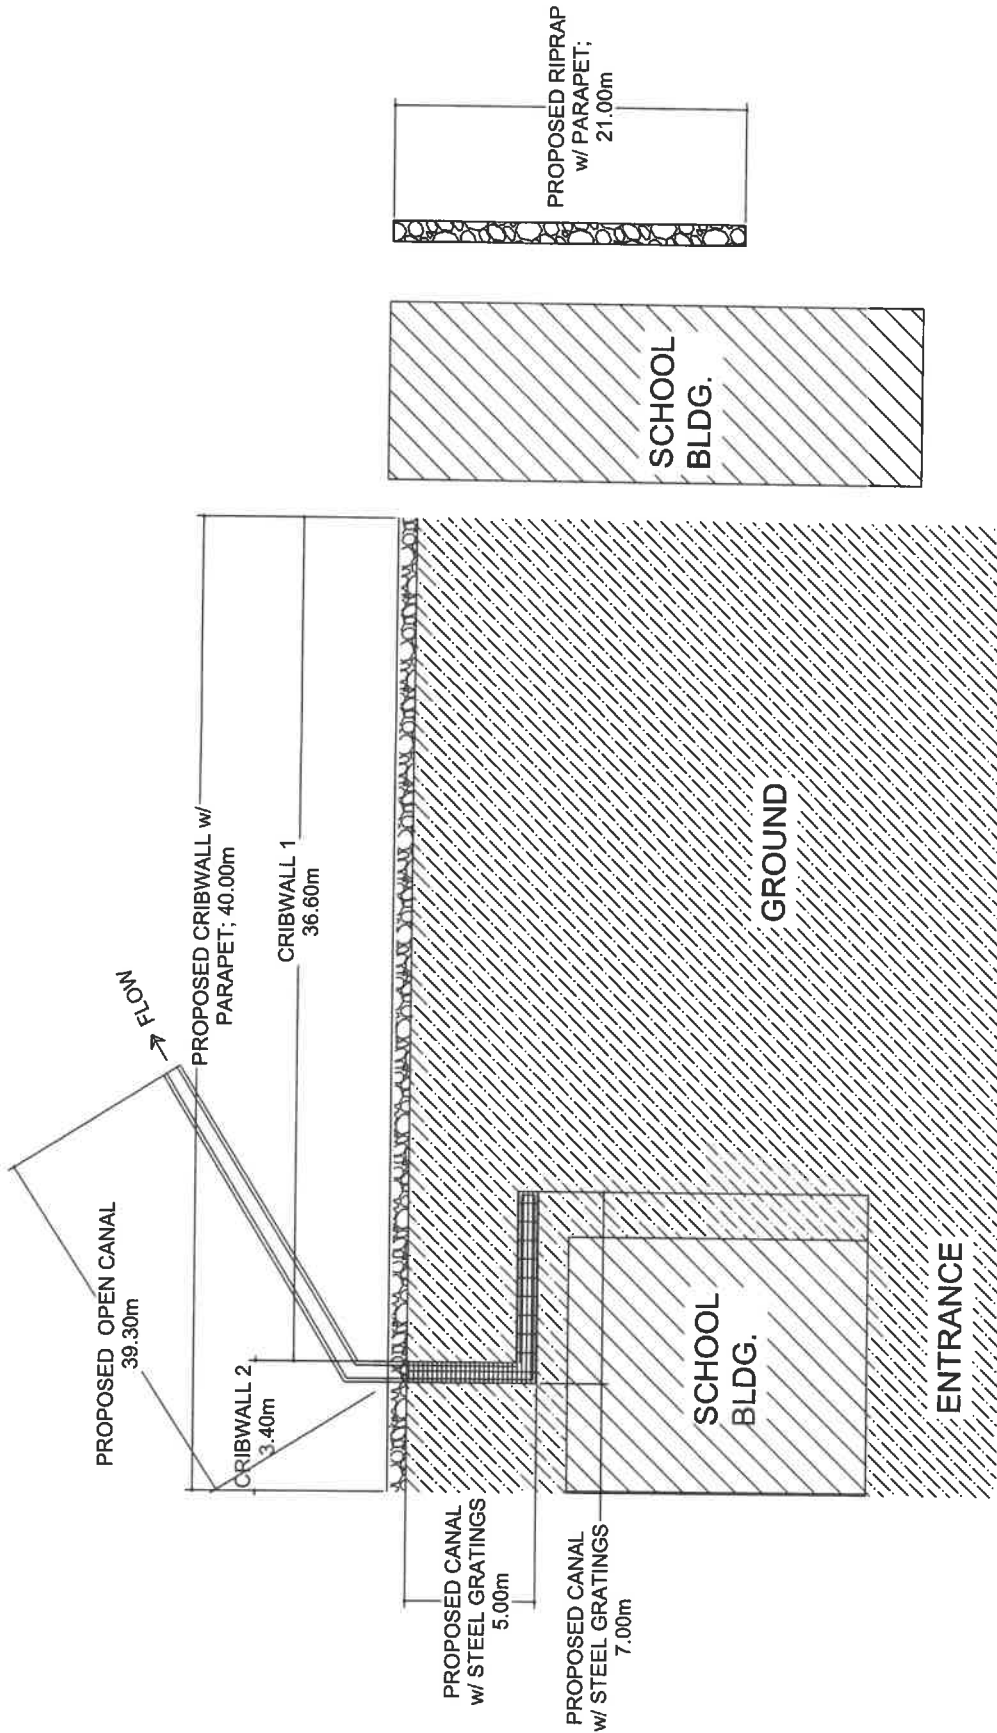 PROPOSED OPEN CANAL
39.30m
FLOW
PROPOSED CRIBWALL w/
PARAPET; 40.00m
CRIBWALL 1
36.60m
CRIBWALL 2
3.40m
PROPOSED CANAL
w/ STEEL GRATINGS
5.00m
PROPOSED CANAL
w/ STEEL GRATINGS
7.00m
SCHOOL
BLDG.
ENTRANCE
GROUND
SCHOOL
BLDG.
PROPOSED RIPRAP
w/ PARAPET;
21.00m